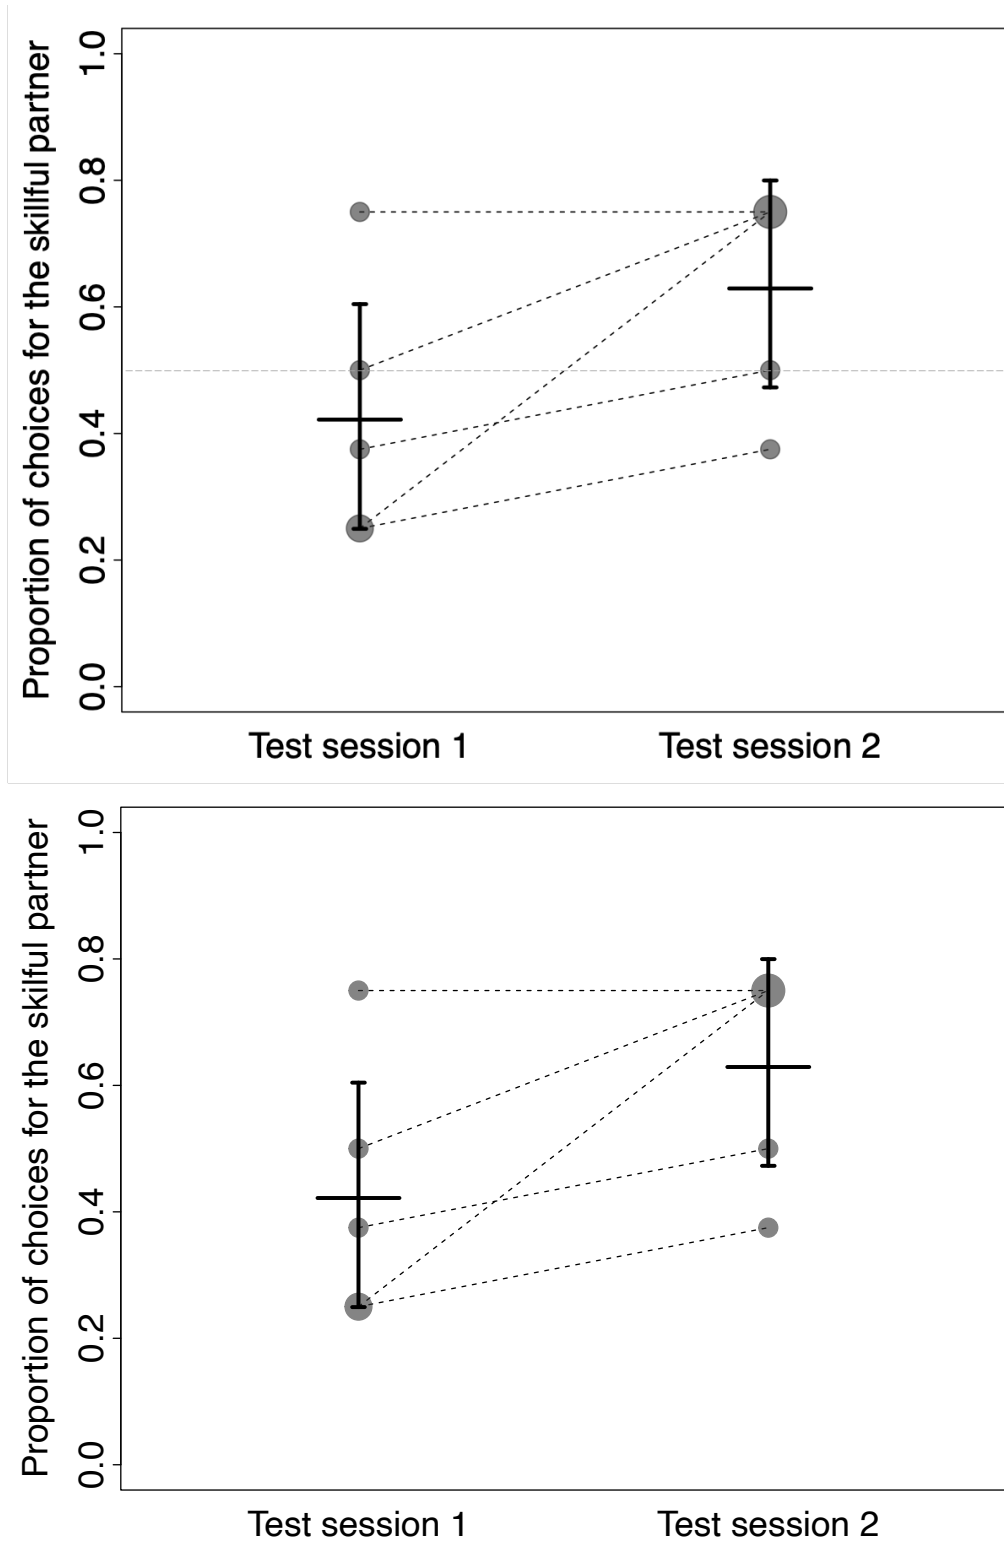 Proportion of choices for the skillful partner
1.0
0.8
0.6
0.4
0.2
0.0
Test session 1
Test session 2
Proportion of choices for the skilful partner
1.0
0.8
0.6
0.4
0.2
0.0
Test session 1
Test session 2